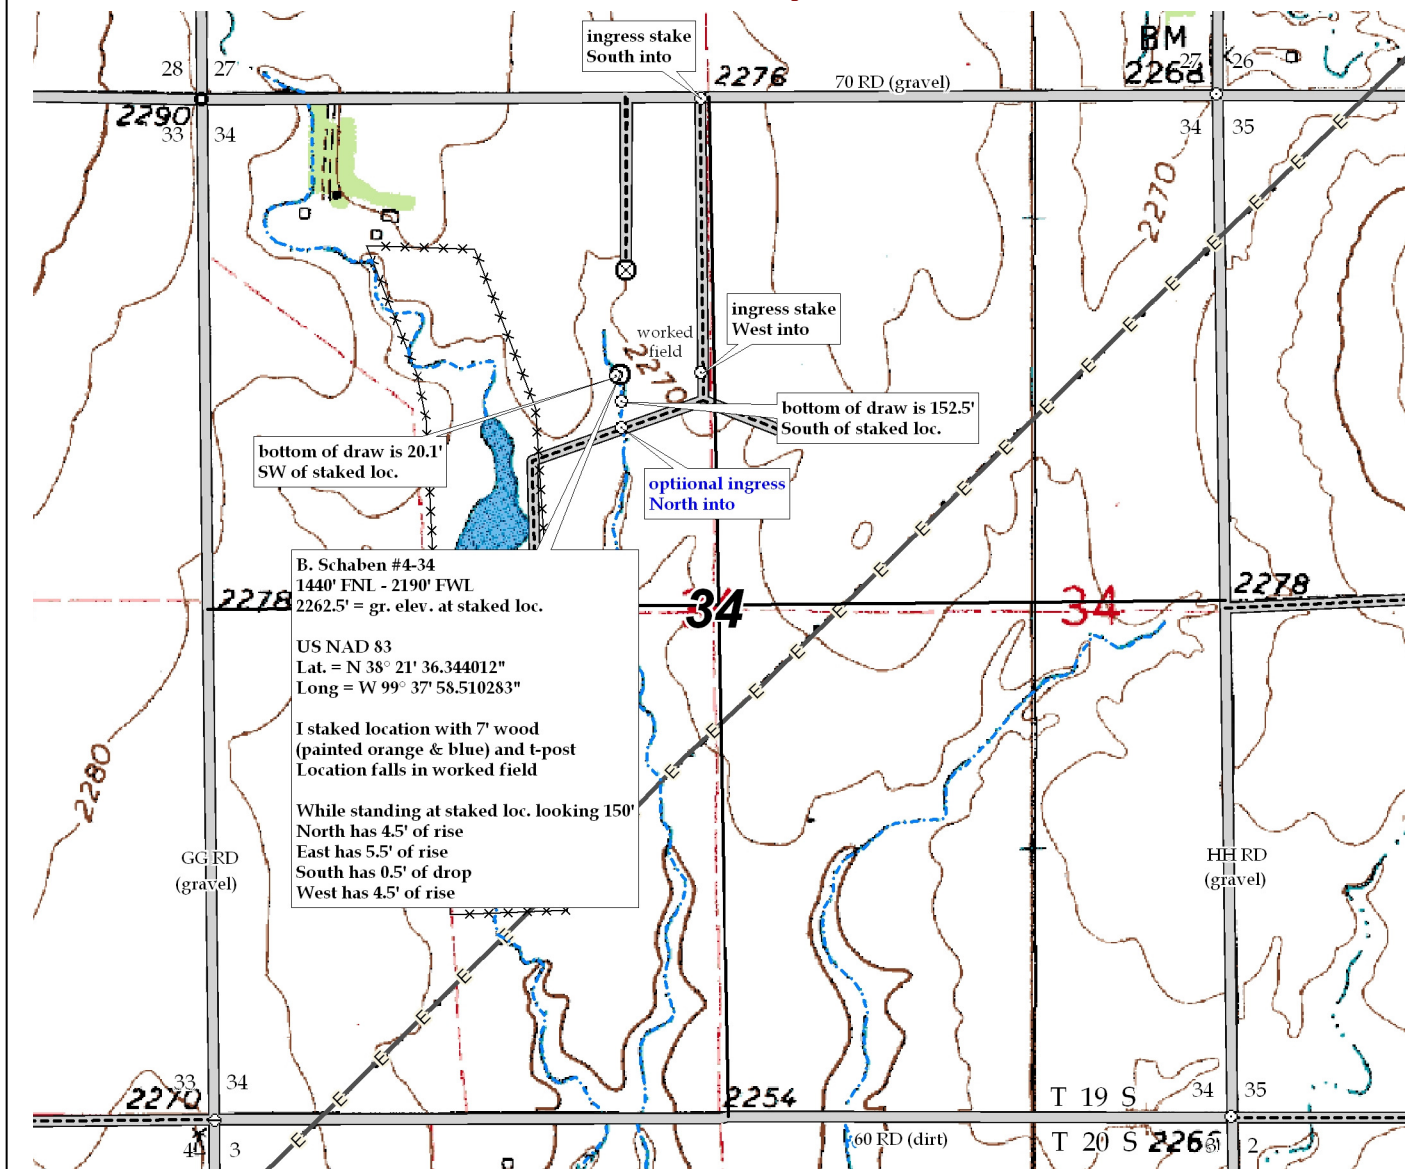 ingress stake
South into
BM
28 27
2276
70 RD (gravel)
27 26
2268
2290
33 34
34 35
2270
ingress stake
West into
worked
field
2270
bottom of draw is 152.5'
South of staked loc.
bottom of draw is 20.1'
SW of staked loc.
optiional ingress
North into
B. Schaben #4-34
1440' FNL - 2190' FWL
2262.5' = gr. elev. at staked loc.
US NAD 83
Lat. = N 38° 21' 36.344012"
Long = W 99° 37' 58.510283"
I staked location with 7' wood
(painted orange & blue) and t-post
Location falls in worked field
While standing at staked loc. looking 150'
North has 4.5' of rise
East has 5.5' of rise
South has 0.5' of drop
West has 4.5' of rise
2278
34
34
2278
2280
GG RD
(gravel)
HH RD
(gravel)
E E E E E E E E E E E E E E E E E E E E E E E E
33 34
2270
2254
T 19 S
34 35
4 3
60 RD (dirt)
T 20 S
3 2